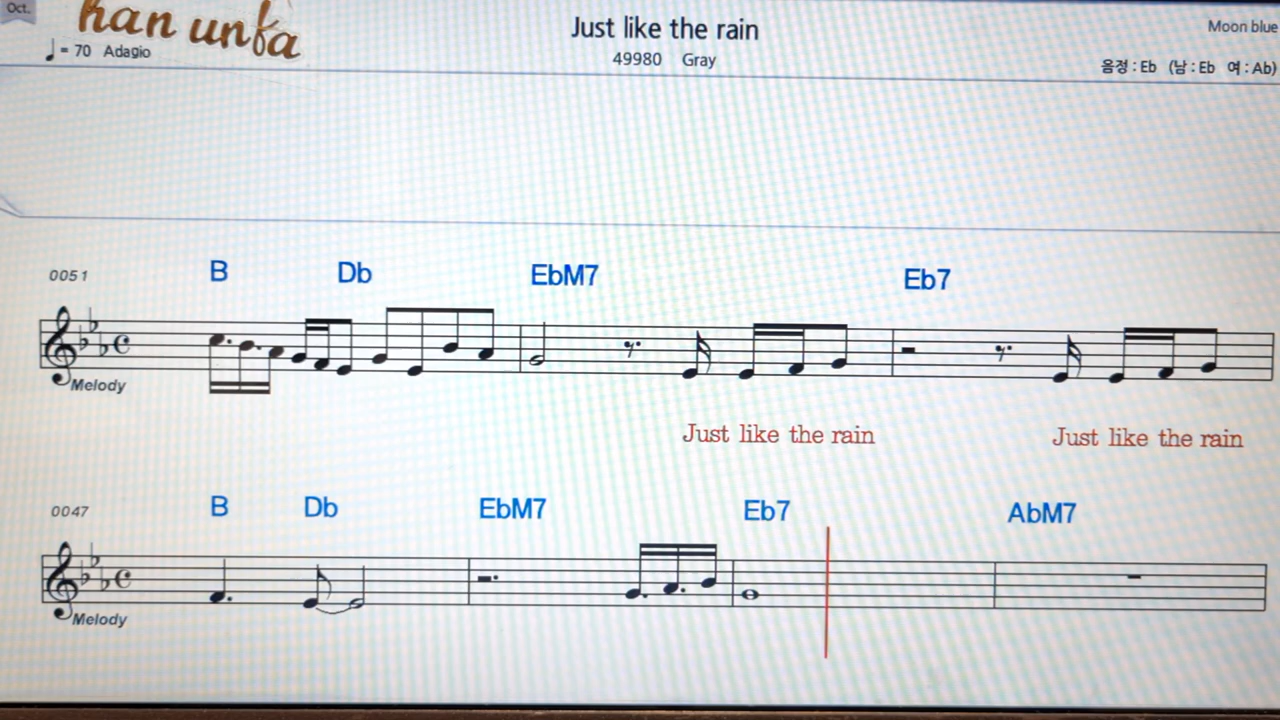 Oct.
han unfa
Just like the rain
Moon blue
♩= 70 Adagio
49980 Gray
음정 : Eb (남 : Eb 여 : Ab)
0051
B Db EbM7 Eb7
Melody
Just like the rain Just like the rain
0047
B Db EbM7 Eb7 AbM7
Melody